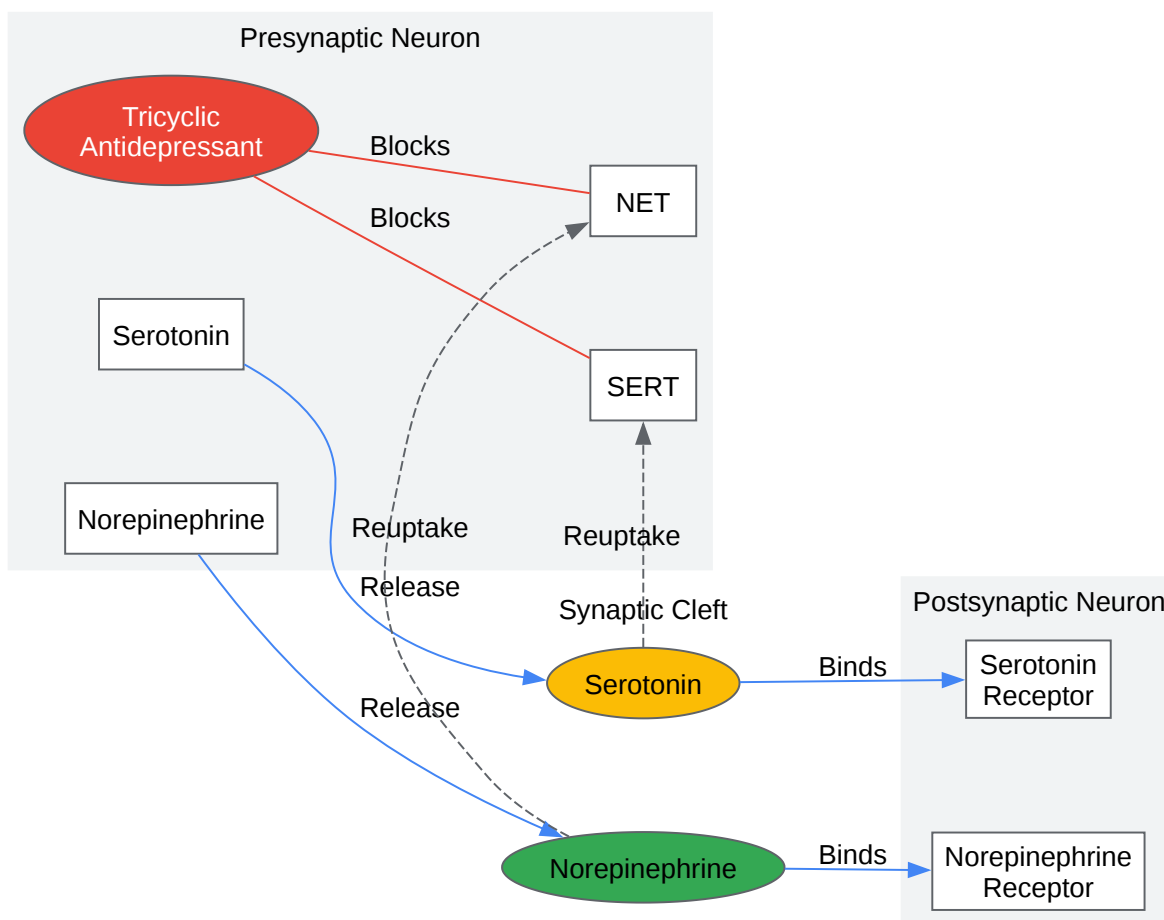 Presynaptic Neuron
Tricyclic
Antidepressant
Blocks
NET
Blocks
Serotonin
SERT
Norepinephrine
Reuptake
Reuptake
Release
Synaptic Cleft
Postsynaptic Neuron
Serotonin
Binds
Serotonin
Receptor
Release
Norepinephrine
Binds
Norepinephrine
Receptor